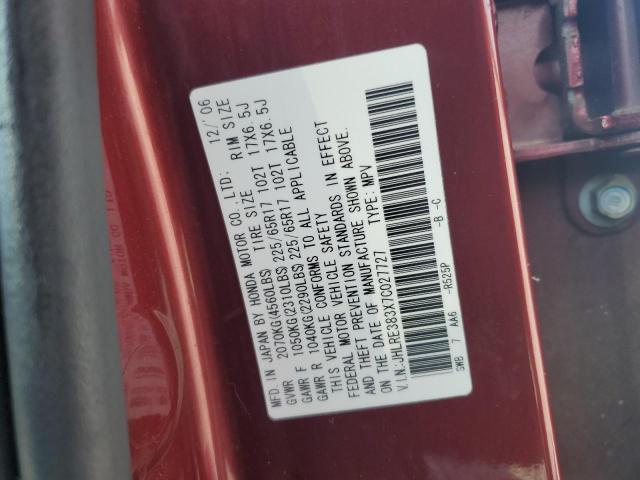 MFD. IN JAPAN BY HONDA MOTOR CO., LTD: 12/'06
TIRE SIZE RIM SIZE
GVWR 2070KG(4560LBS) 225/65R17 102T 17X6.5J
GAWR F 1050KG(2310LBS) 225/65R17 102T 17X6.5J
GAWR R 1040KG(2290LBS) TO ALL APPLICABLE
THIS VEHICLE CONFORMS TO ALL APPLICABLE
FEDERAL MOTOR VEHICLE SAFETY
AND THEFT PREVENTION STANDARDS IN EFFECT
ON THE DATE OF MANUFACTURE SHOWN ABOVE.
V.I.N.:JHLRE383X7C027727 TYPE: MPV
SWB 7 AA6 -R525P -B -C